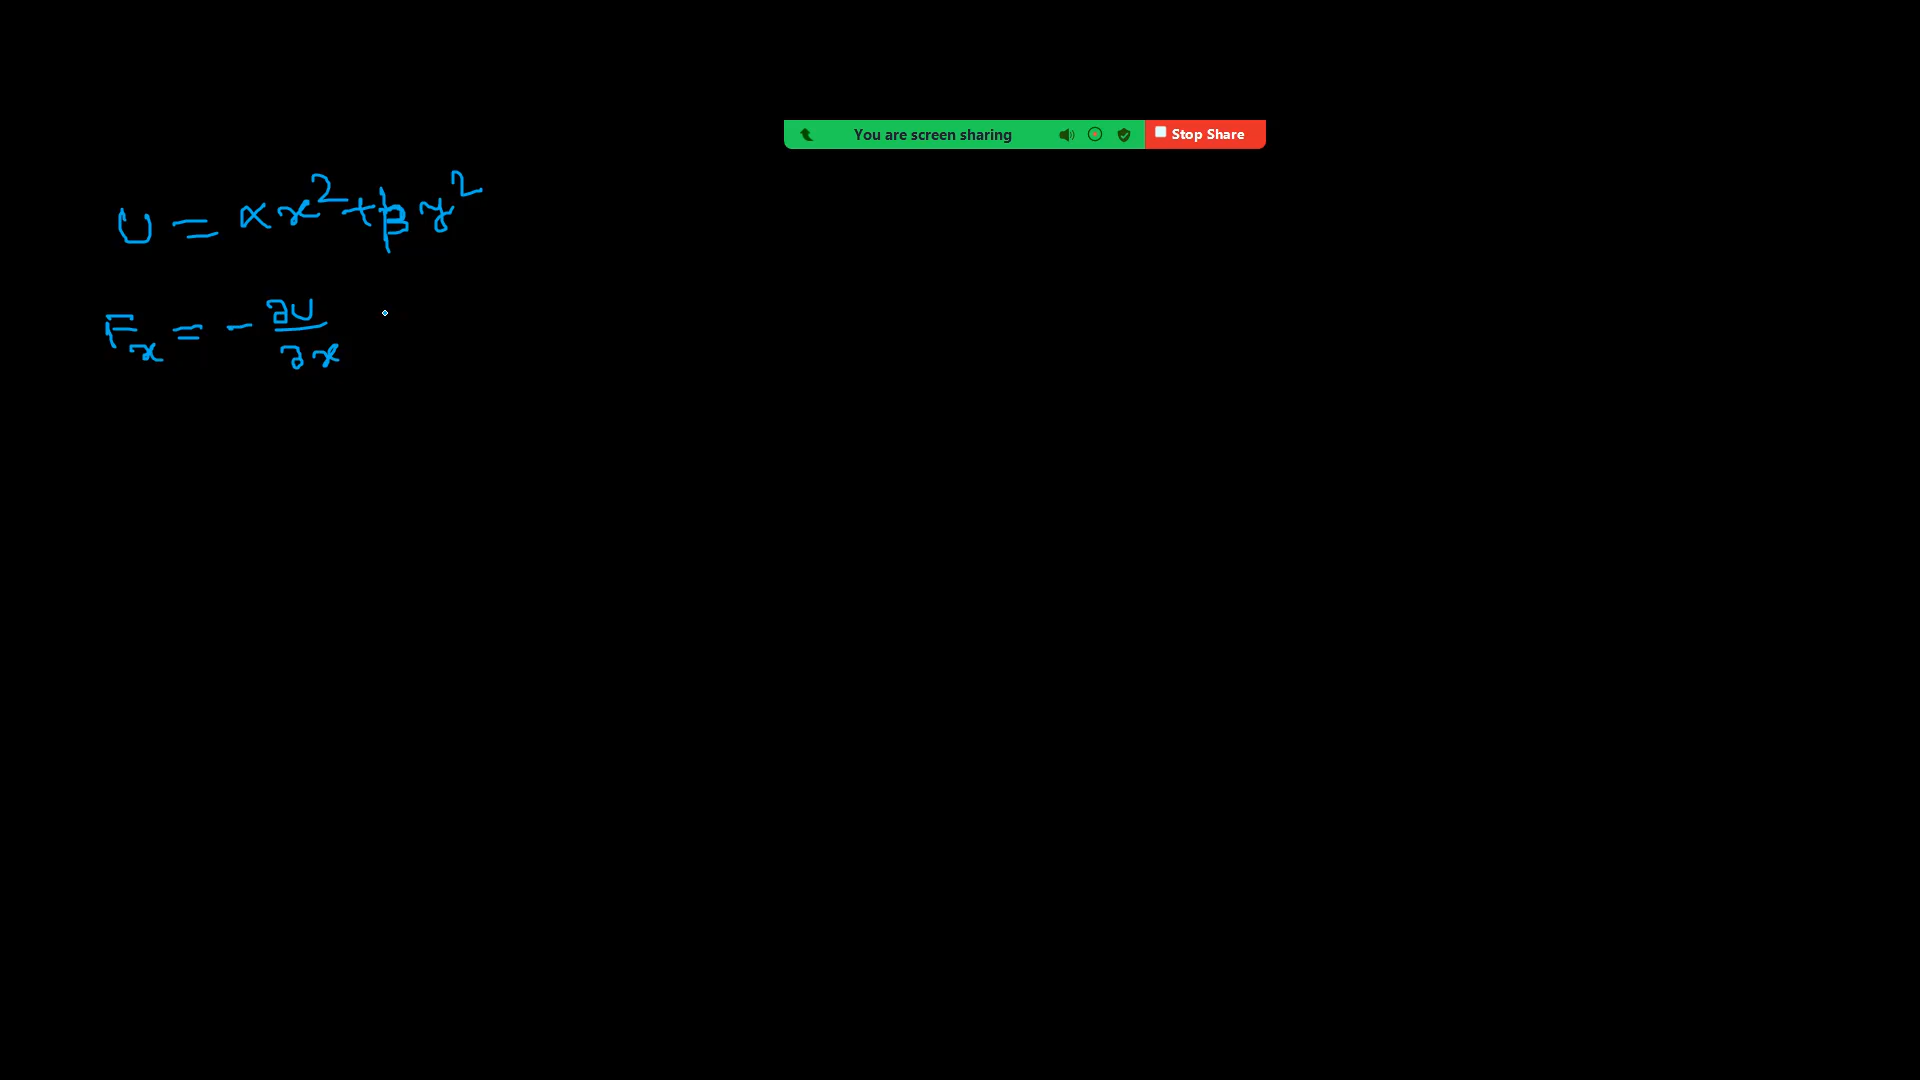 You are screen sharing Stop Share
U = αx² + βy²
Fₓ = - ∂U/∂x